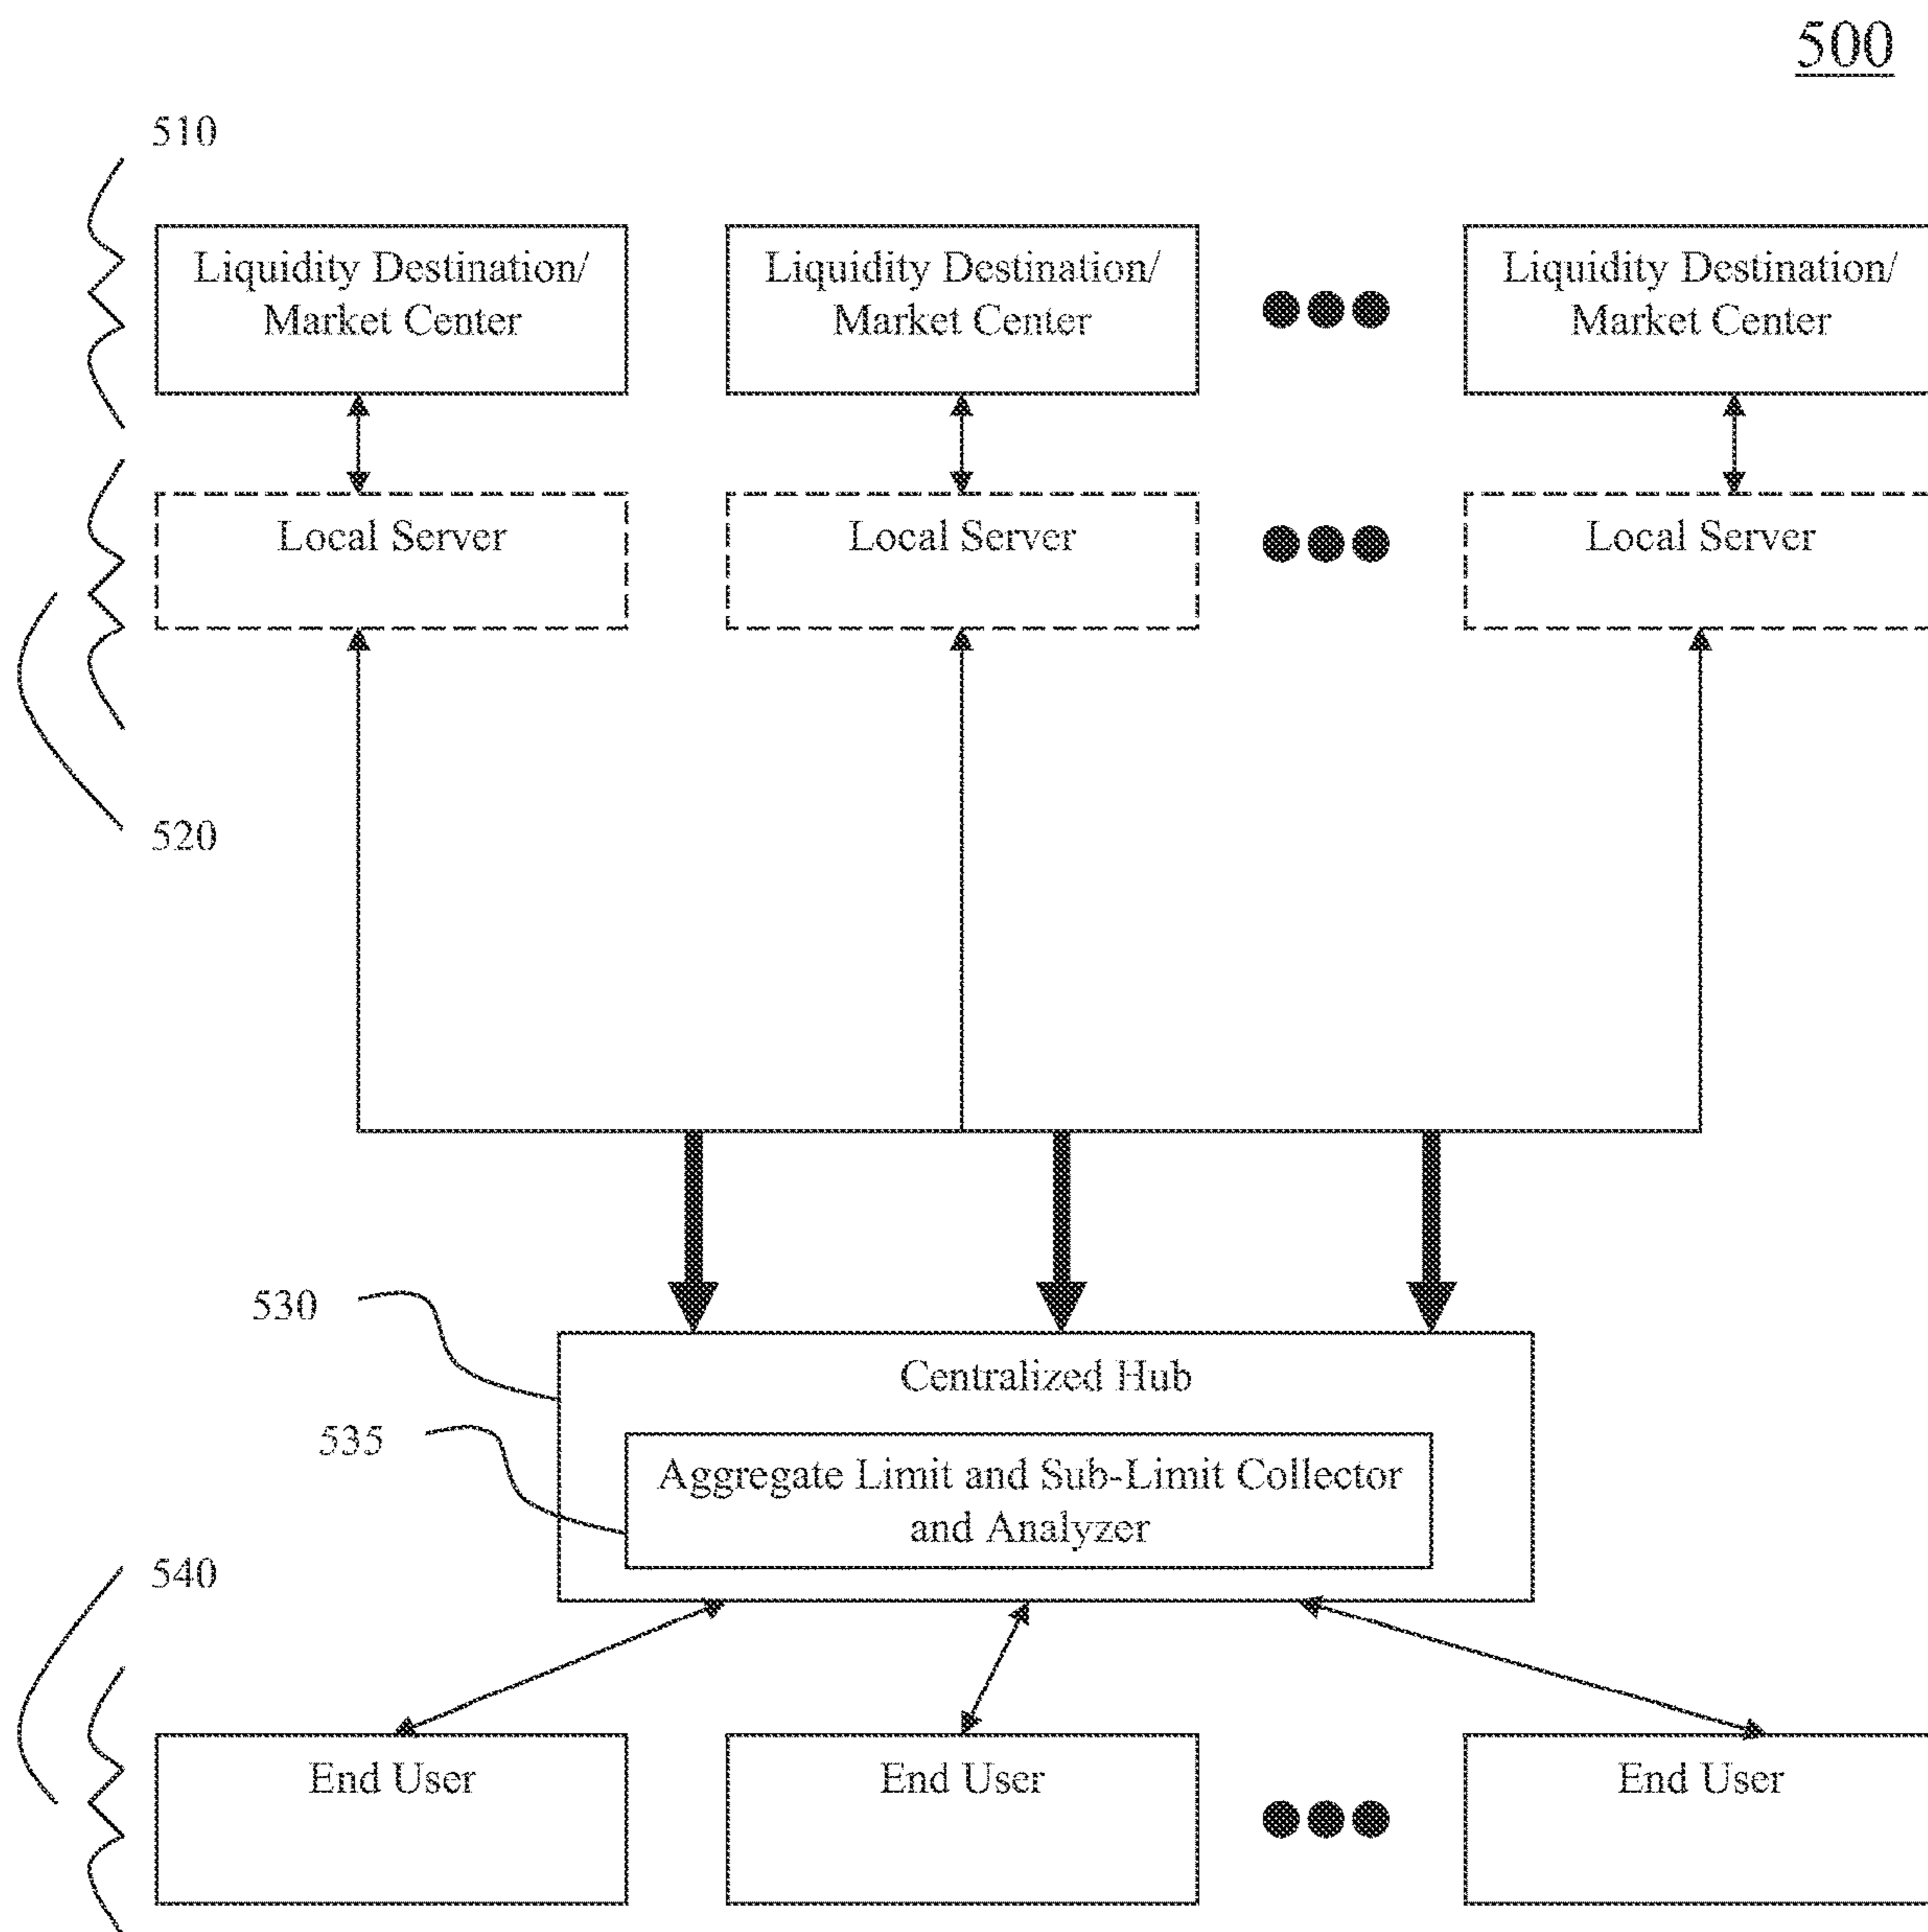 500
510
Liquidity Destination/
Market Center
Liquidity Destination/
Market Center
Liquidity Destination/
Market Center
Local Server
Local Server
Local Server
520
530
Centralized Hub
535
Aggregate Limit and Sub-Limit Collector
and Analyzer
540
End User
End User
End User